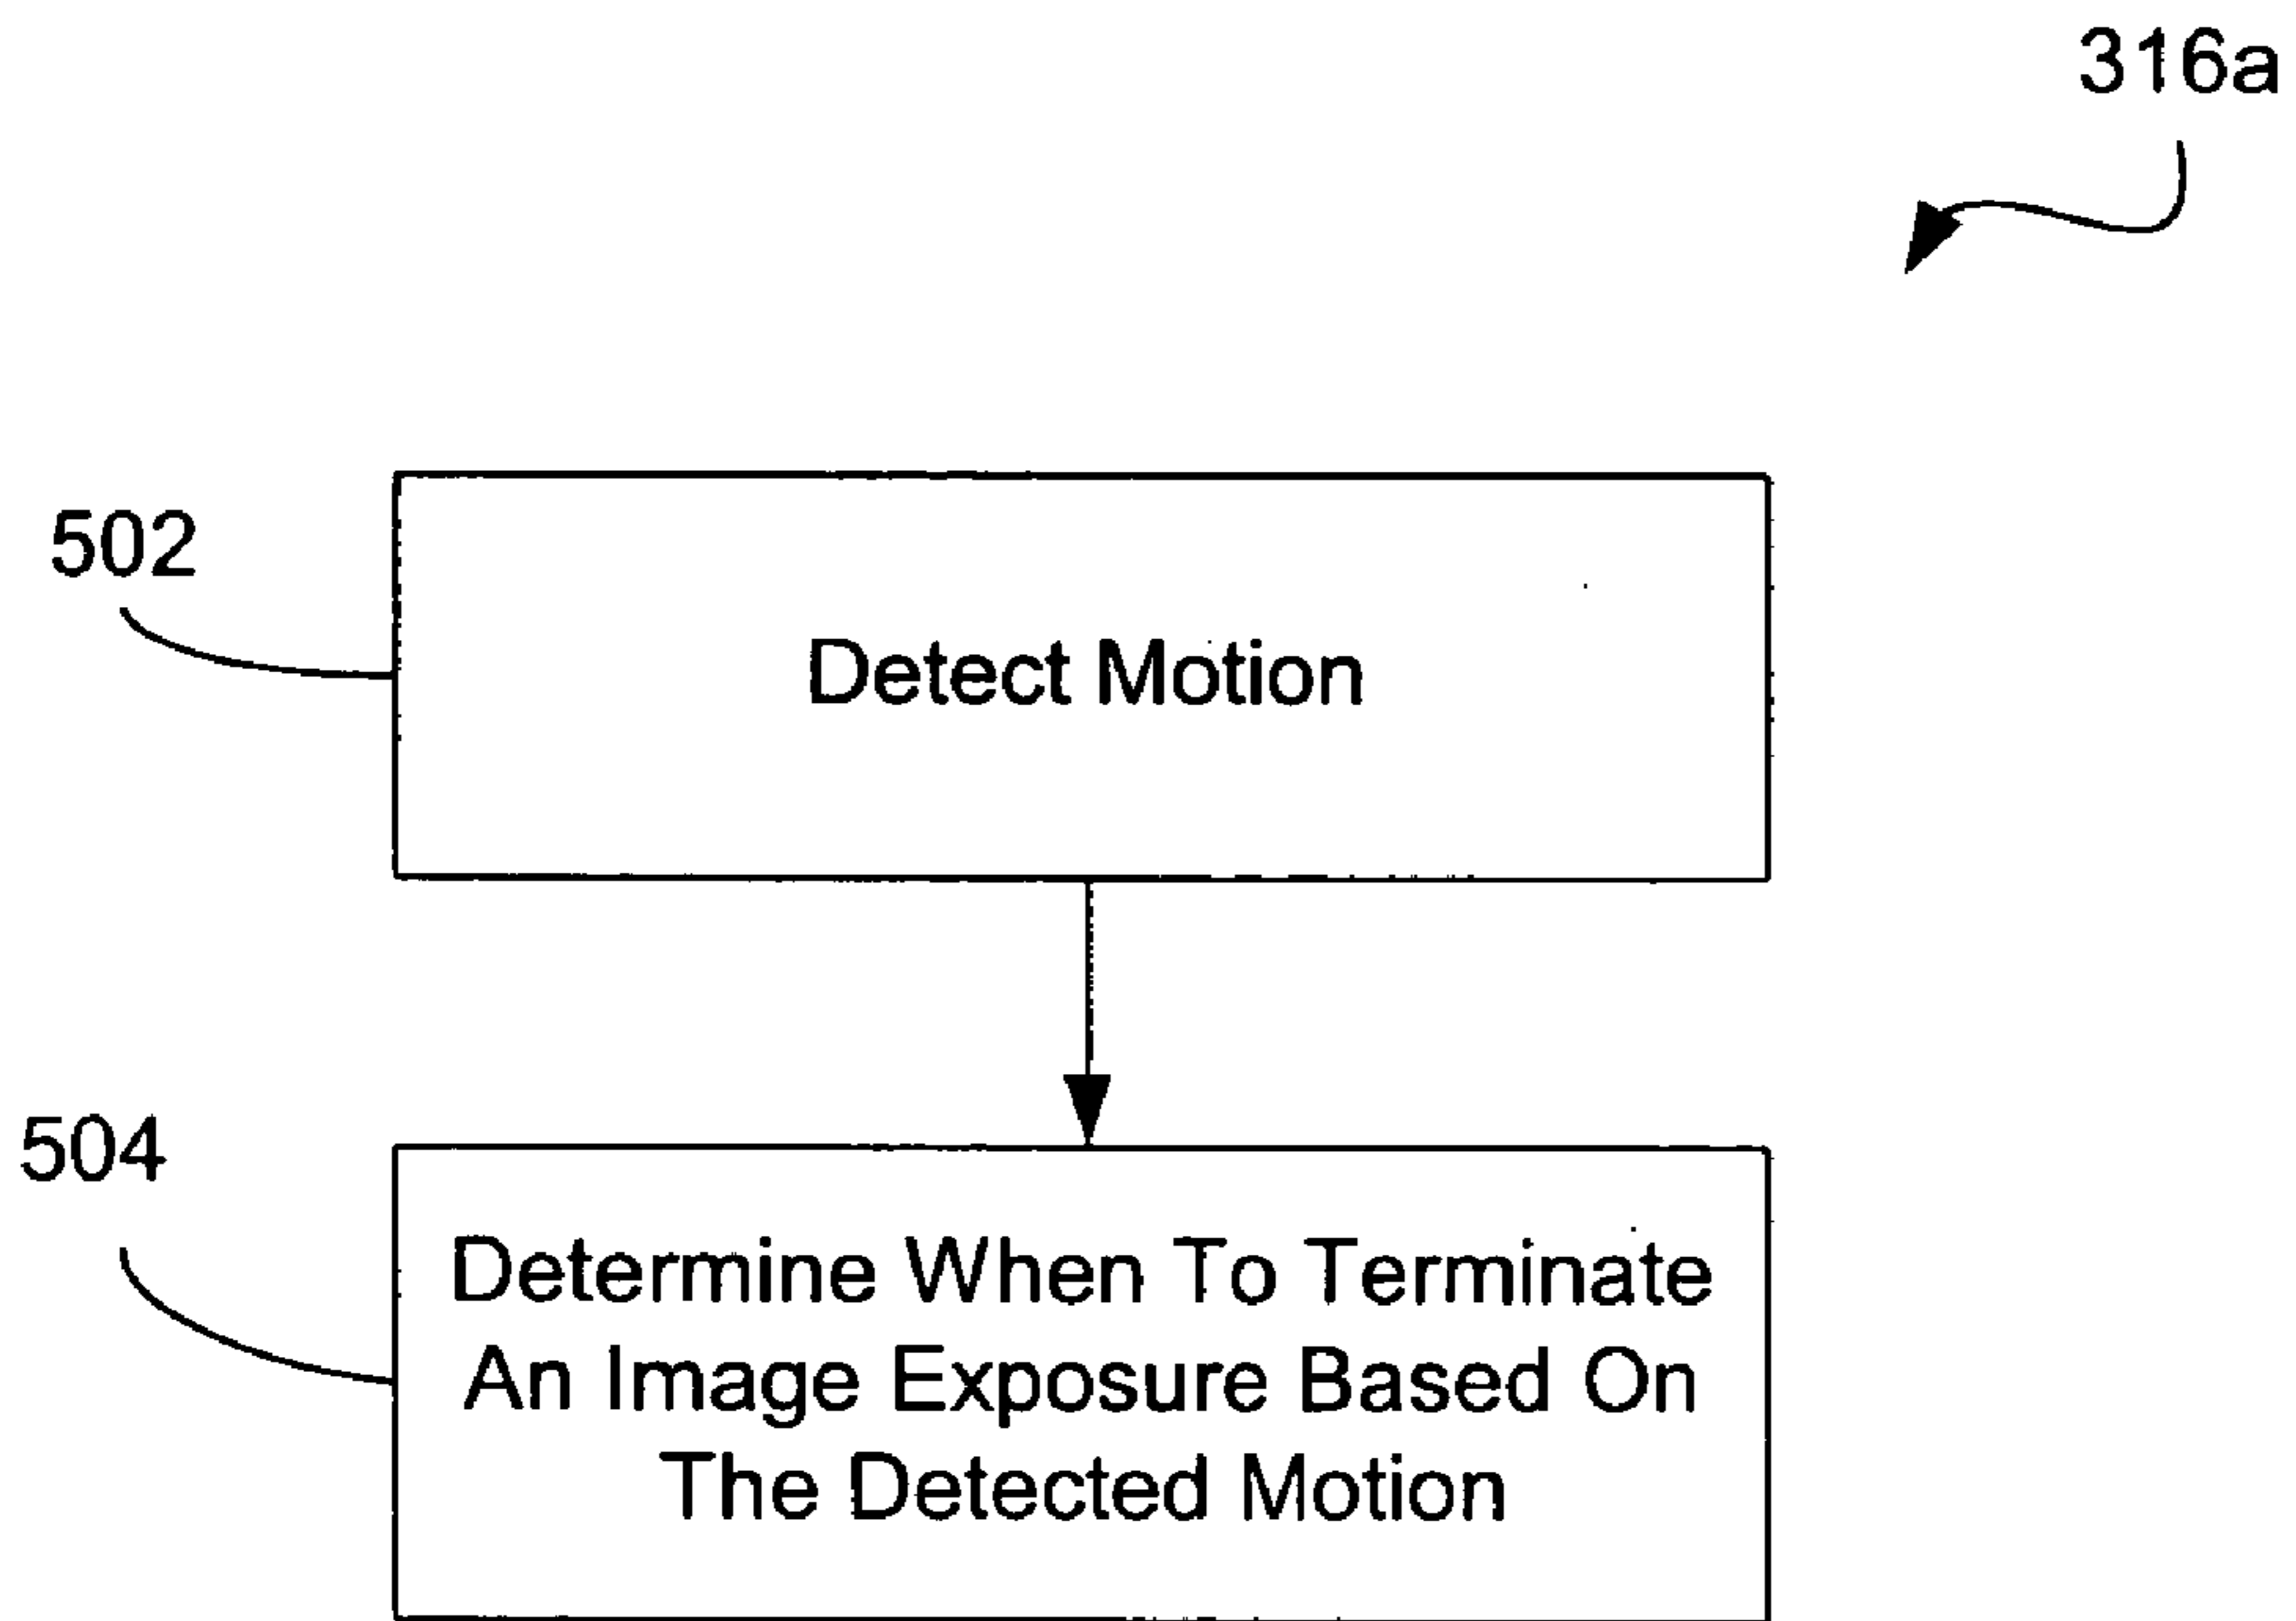 316a
502
Detect Motion
504
Determine When To Terminate
An Image Exposure Based On
The Detected Motion